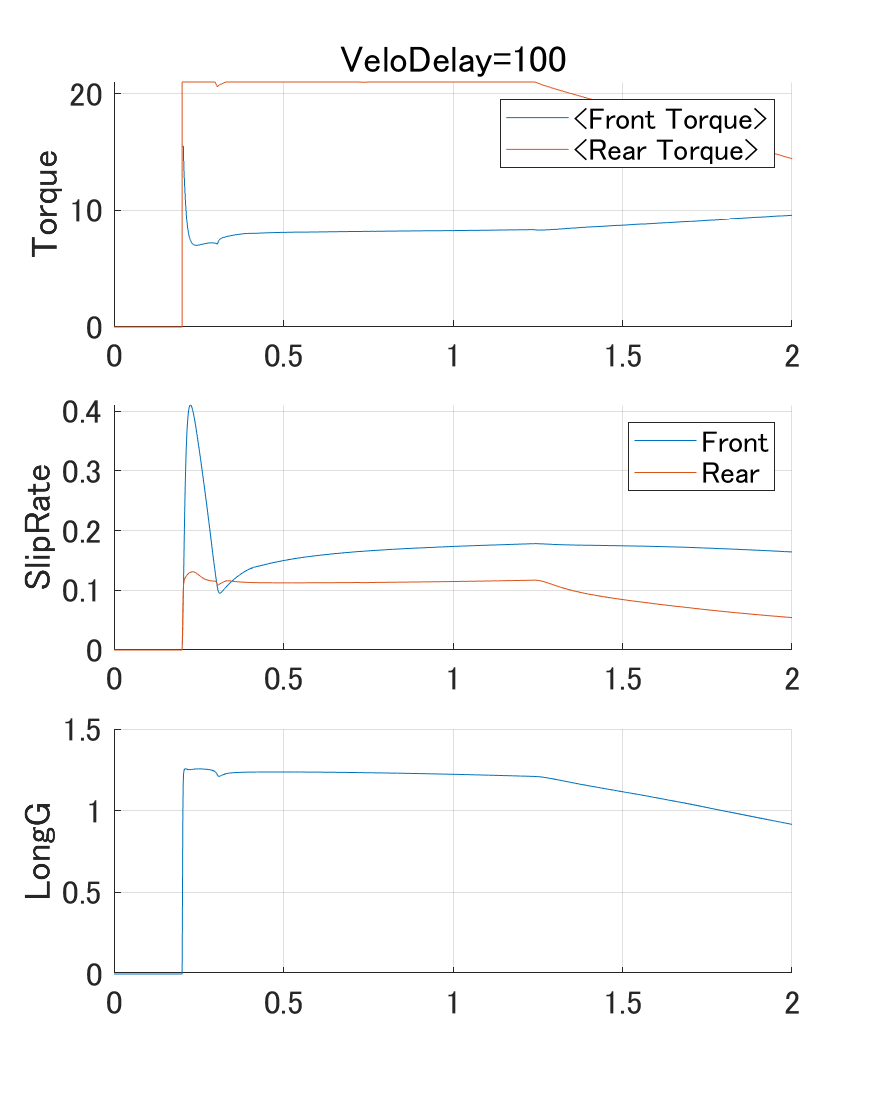 VeloDelay=100
Torque
20
10
0
<Front Torque>
<Rear Torque>
0 0.5 1 1.5 2
SlipRate
0.4
0.3
0.2
0.1
0
Front
Rear
0 0.5 1 1.5 2
LongG
1.5
1
0.5
0
0 0.5 1 1.5 2